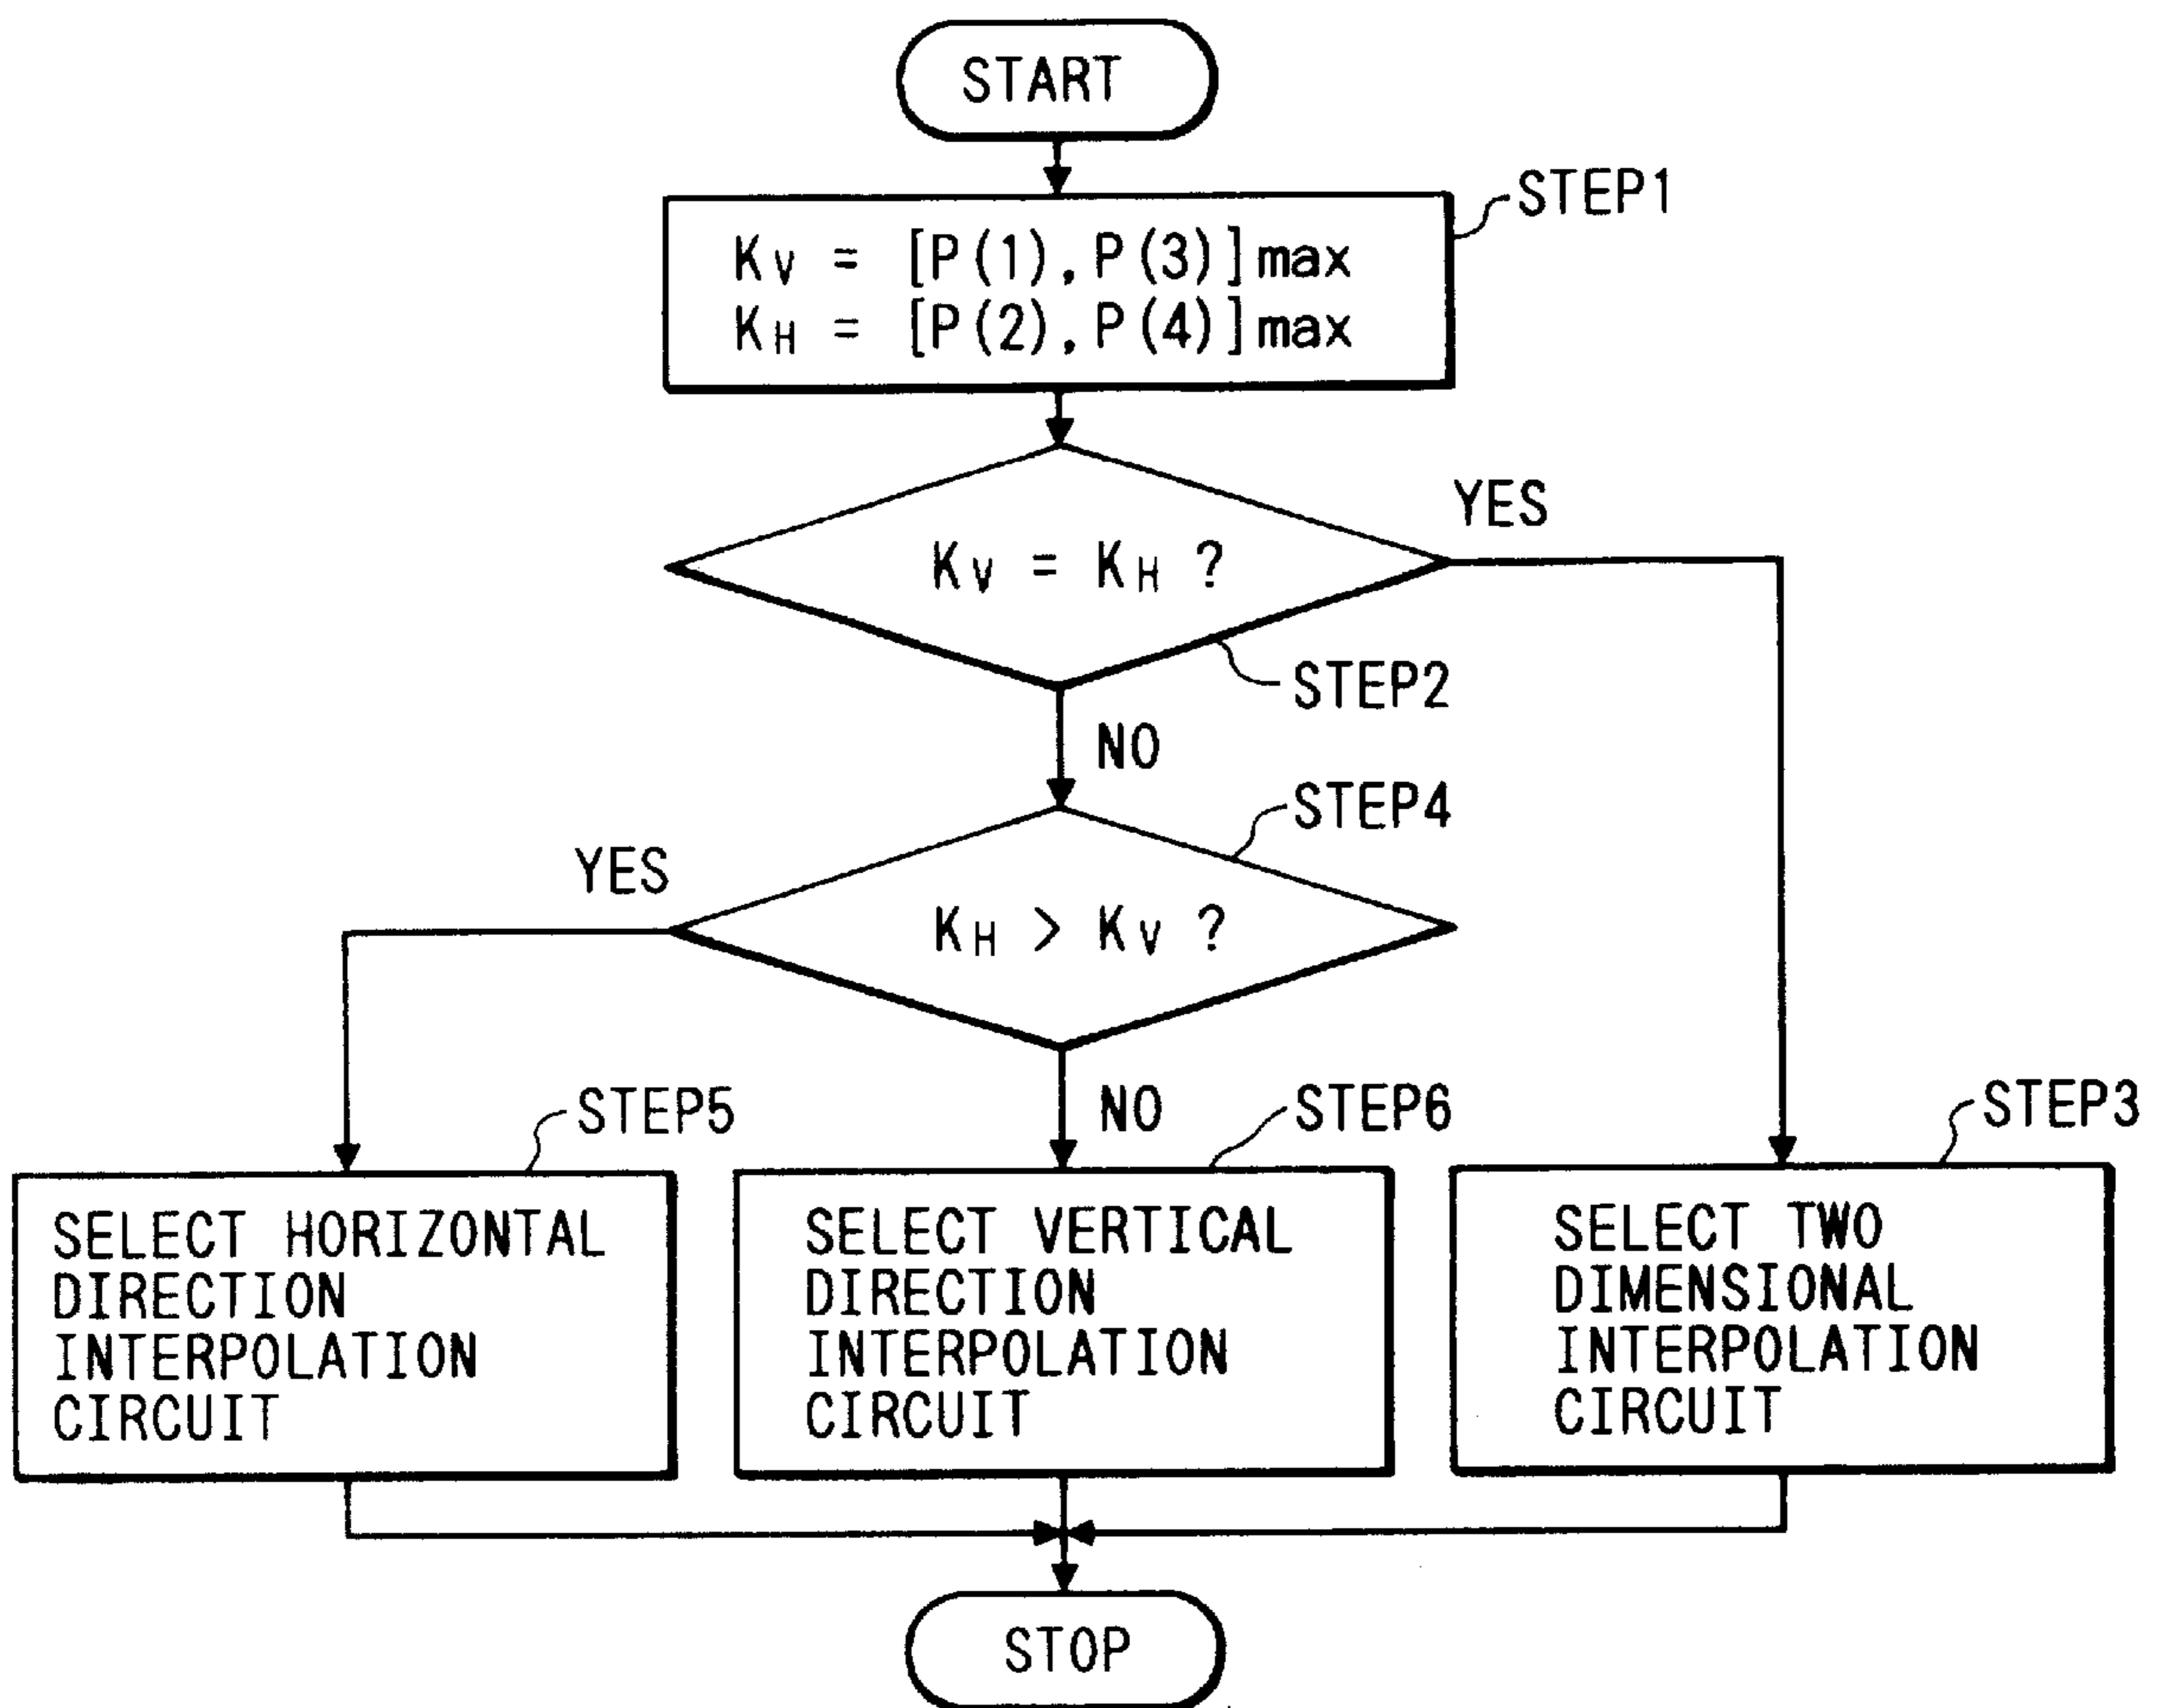 START
STEP1
KV = [P(1), P(3)]max
KH = [P(2), P(4)]max
YES
KV = KH ?
STEP2
NO
STEP4
YES
KH > KV ?
STEP5
NO
STEP6
STEP3
SELECT HORIZONTAL
DIRECTION
INTERPOLATION
CIRCUIT
SELECT VERTICAL
DIRECTION
INTERPOLATION
CIRCUIT
SELECT TWO
DIMENSIONAL
INTERPOLATION
CIRCUIT
STOP